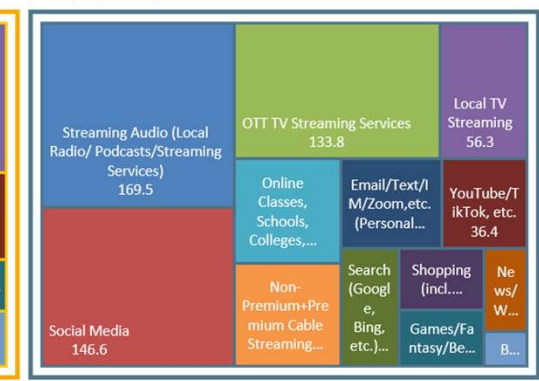 Streaming Audio (Local
Radio/ Podcasts/Streaming
Services)
169.5
Social Media
146.6
OTT TV Streaming Services
133.8
Local TV
Streaming
56.3
Online
Classes,
Schools,
Colleges,...
Email/Text/I
M/Zoom,etc.
(Personal...
YouTube/T
ikTok, etc.
36.4
Non-
Premium+Pre
mium Cable
Streaming...
Search
(Googl
e,
Bing,
etc.)...
Shopping
(incl....
Games/Fa
ntasy/Be...
Ne
ws/
W...
B...